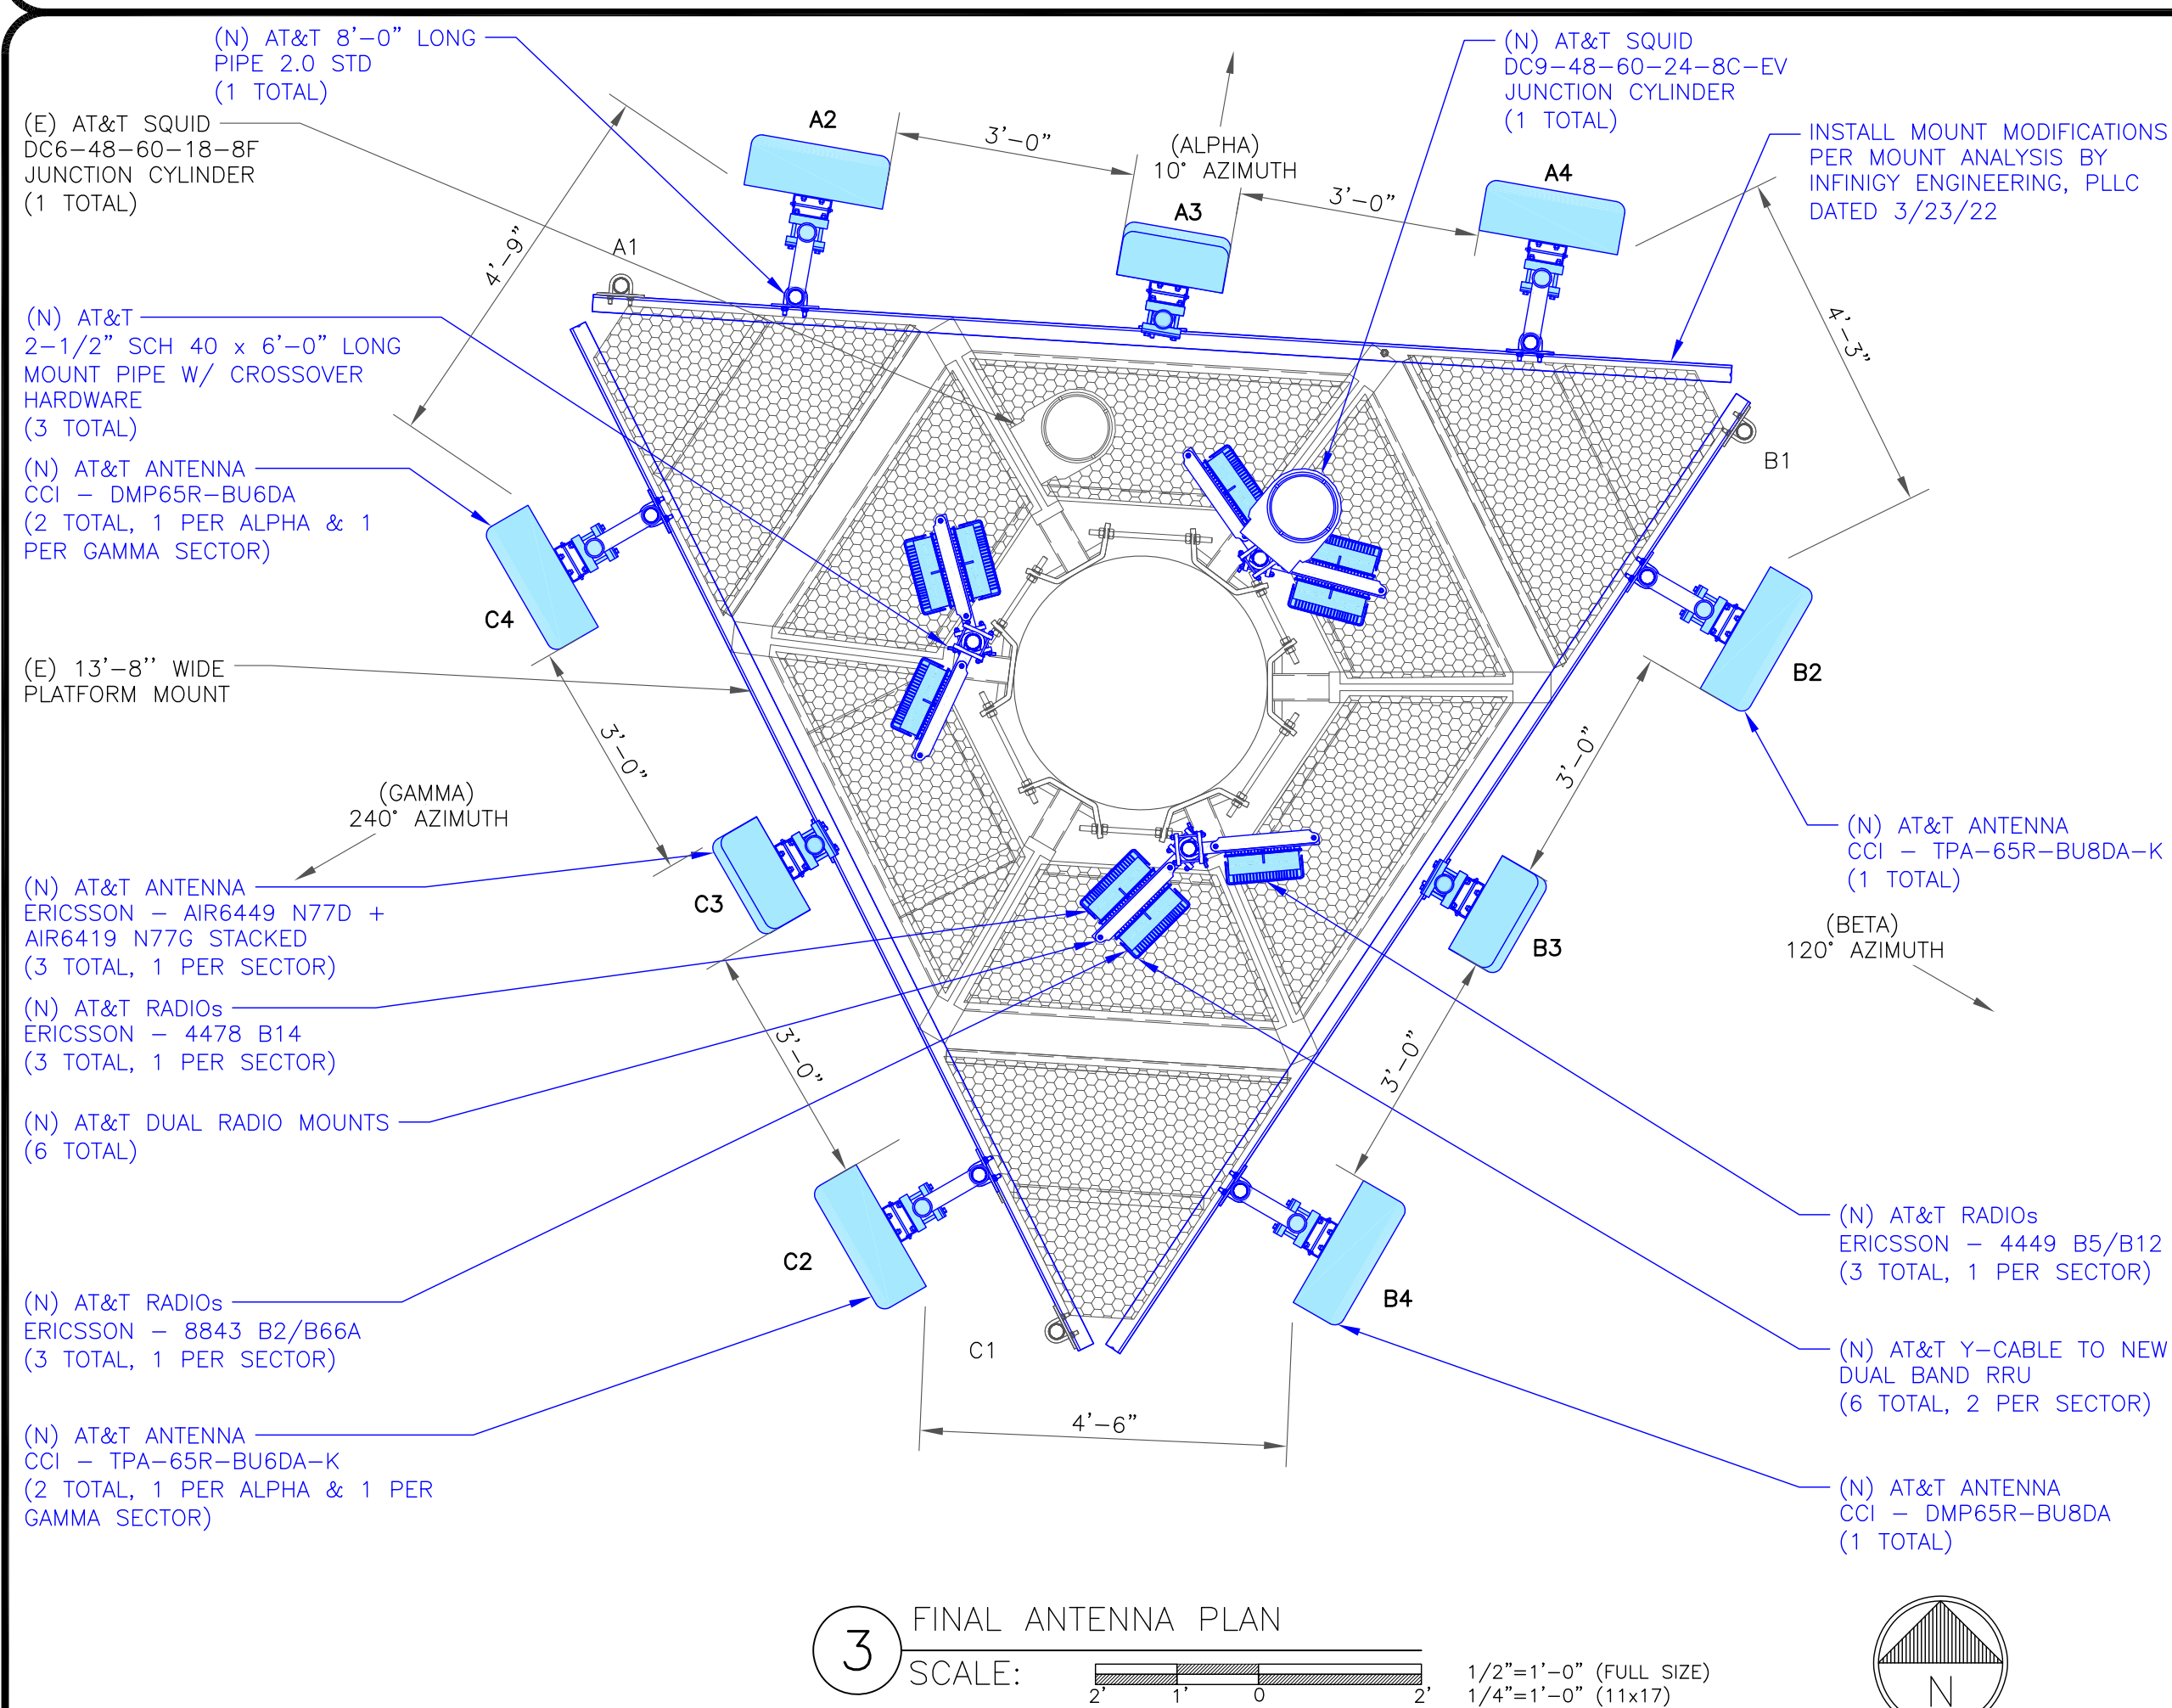 (N) AT&T 8'-0" LONG
PIPE 2.0 STD
(1 TOTAL)
(E) AT&T SQUID
DC6-48-60-18-8F
JUNCTION CYLINDER
(1 TOTAL)
(N) AT&T
2-1/2" SCH 40 x 6'-0" LONG
MOUNT PIPE W/ CROSSOVER
HARDWARE
(3 TOTAL)
(N) AT&T ANTENNA
CCI - DMP65R-BU6DA
(2 TOTAL, 1 PER ALPHA & 1
PER GAMMA SECTOR)
(E) 13'-8'' WIDE
PLATFORM MOUNT
(GAMMA)
240° AZIMUTH
(N) AT&T ANTENNA
ERICSSON - AIR6449 N77D +
AIR6419 N77G STACKED
(3 TOTAL, 1 PER SECTOR)
(N) AT&T RADIOs
ERICSSON - 4478 B14
(3 TOTAL, 1 PER SECTOR)
(N) AT&T DUAL RADIO MOUNTS
(6 TOTAL)
(N) AT&T RADIOs
ERICSSON - 8843 B2/B66A
(3 TOTAL, 1 PER SECTOR)
(N) AT&T ANTENNA
CCI - TPA-65R-BU6DA-K
(2 TOTAL, 1 PER ALPHA & 1 PER
GAMMA SECTOR)
A1
A2
A3
A4
(ALPHA)
10° AZIMUTH
3'-0"
3'-0"
4'-9"
4'-3"
C4
3'-0"
C3
3'-0"
C2
C1
4'-6"
B1
B2
3'-0"
B3
3'-0"
B4
(N) AT&T SQUID
DC9-48-60-24-8C-EV
JUNCTION CYLINDER
(1 TOTAL)
INSTALL MOUNT MODIFICATIONS
PER MOUNT ANALYSIS BY
INFINIGY ENGINEERING, PLLC
DATED 3/23/22
(N) AT&T ANTENNA
CCI - TPA-65R-BU8DA-K
(1 TOTAL)
(BETA)
120° AZIMUTH
(N) AT&T RADIOs
ERICSSON - 4449 B5/B12
(3 TOTAL, 1 PER SECTOR)
(N) AT&T Y-CABLE TO NEW
DUAL BAND RRU
(6 TOTAL, 2 PER SECTOR)
(N) AT&T ANTENNA
CCI - DMP65R-BU8DA
(1 TOTAL)
3
FINAL ANTENNA PLAN
SCALE:
2' 1' 0 2'
1/2"=1'-0" (FULL SIZE)
1/4"=1'-0" (11x17)
N